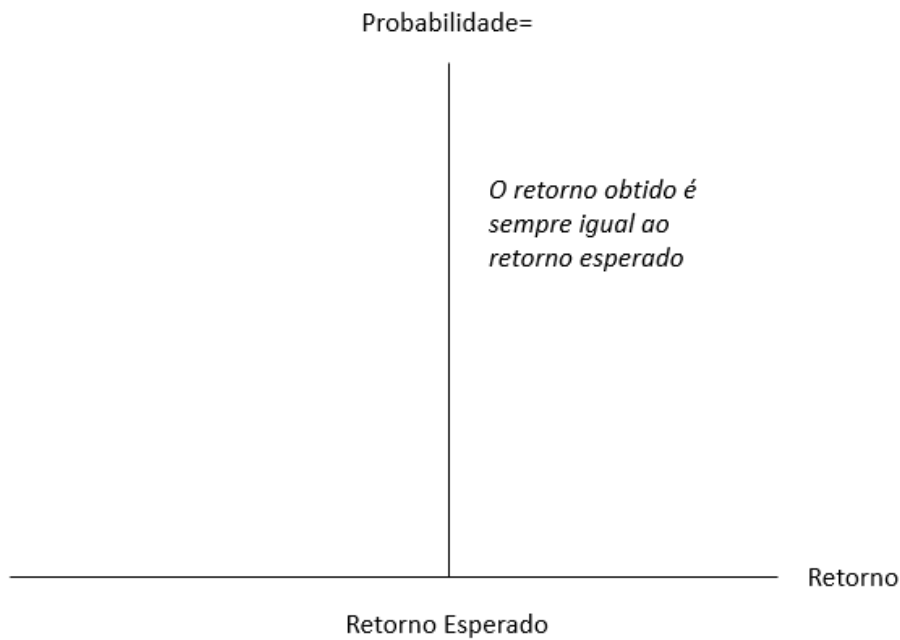 Probabilidade=
O retorno obtido é
sempre igual ao
retorno esperado
Retorno
Retorno Esperado